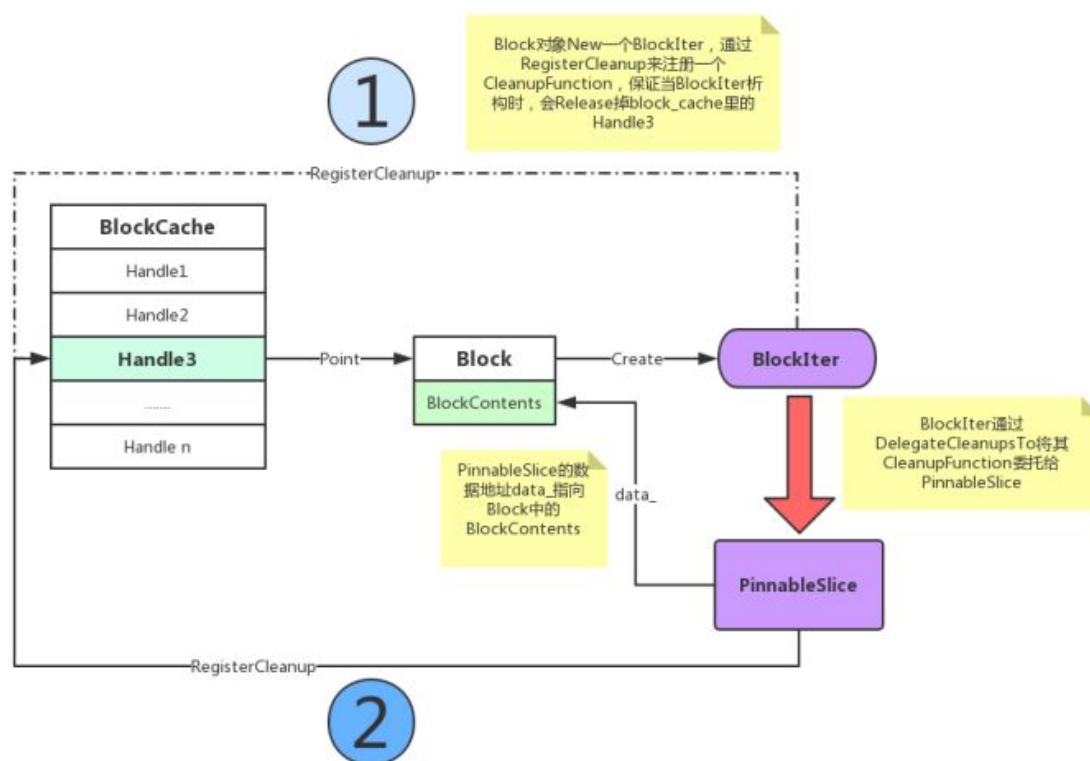 Block对象New一个BlockIter，通过
RegisterCleanup来注册一个
CleanupFunction，保证当BlockIter析
构时，会Release掉block_cache里的
Handle3
1
RegisterCleanup
BlockCache
Handle1
Handle2
Handle3
.......
Handle n
Point
Block
BlockContents
Create
BlockIter
BlockIter通过
DelegateCleanupsTo将其
CleanupFunction委托给
PinnableSlice
PinnableSlice的数
据地址data_指向
Block中的
BlockContents
data_
PinnableSlice
RegisterCleanup
2